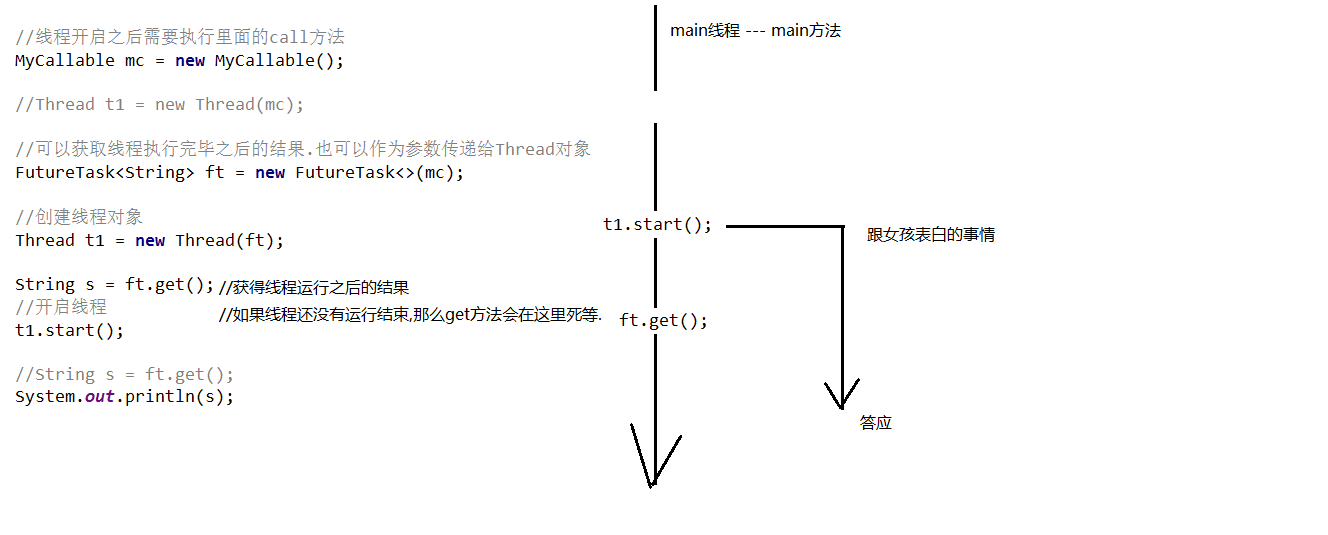 //线程开启之后需要执行里面的call方法
MyCallable mc = new MyCallable();
//Thread t1 = new Thread(mc);
//可以获取线程执行完毕之后的结果.也可以作为参数传递给Thread对象
FutureTask<String> ft = new FutureTask<>(mc);
//创建线程对象
Thread t1 = new Thread(ft);
String s = ft.get(); //获得线程运行之后的结果
//开启线程
//如果线程还没有运行结束,那么get方法会在这里死等.
t1.start();
//String s = ft.get();
System.out.println(s);
main线程 --- main方法
t1.start();
跟女孩表白的事情
ft.get();
答应